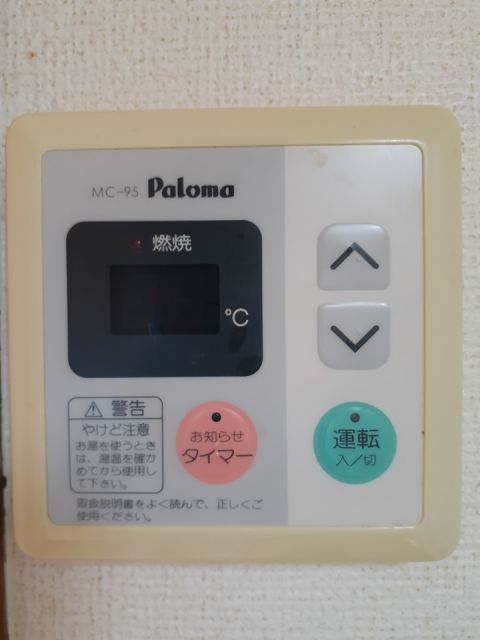 MC-95 Paloma
燃焼
℃
⚠ 警告
やけど注意
お湯を使うとき
は、湯温を確か
めてから使用し
て下さい。
お知らせ
タイマー
運転
入/切
取扱説明書をよく読んで、正しくご
使用ください。